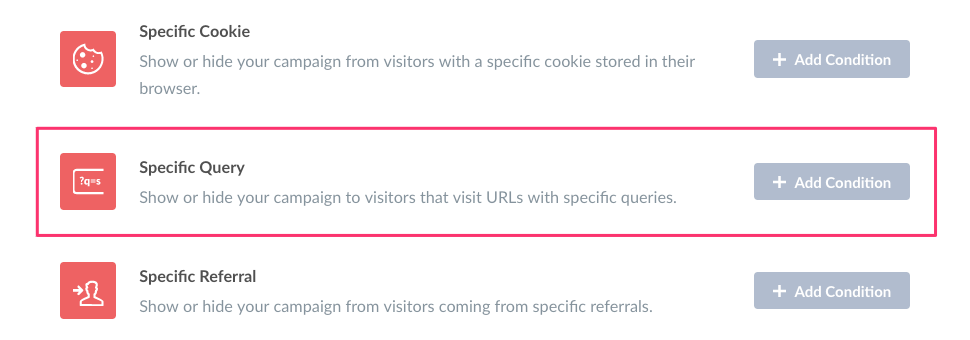 Specific Cookie
Show or hide your campaign from visitors with a specific cookie stored in their
browser.
+ Add Condition
?q=s
Specific Query
Show or hide your campaign to visitors that visit URLs with specific queries.
+ Add Condition
Specific Referral
Show or hide your campaign from visitors coming from specific referrals.
+ Add Condition